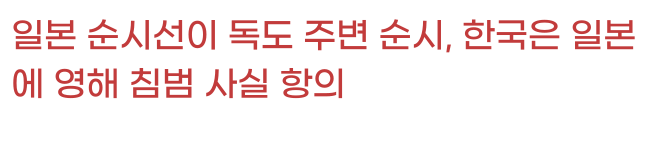 일본 순시선이 독도 주변 순시, 한국은 일본
에 영해 침범 사실 항의